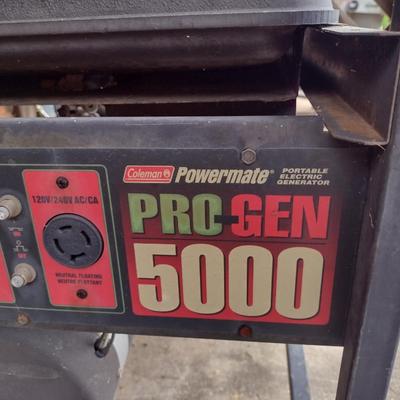 Coleman Powermate®
PORTABLE
ELECTRIC
GENERATOR
120V/240V AC/CA
PRO-GEN
5000
NEUTRAL FLOATING
NEUTRE FLOTTANT